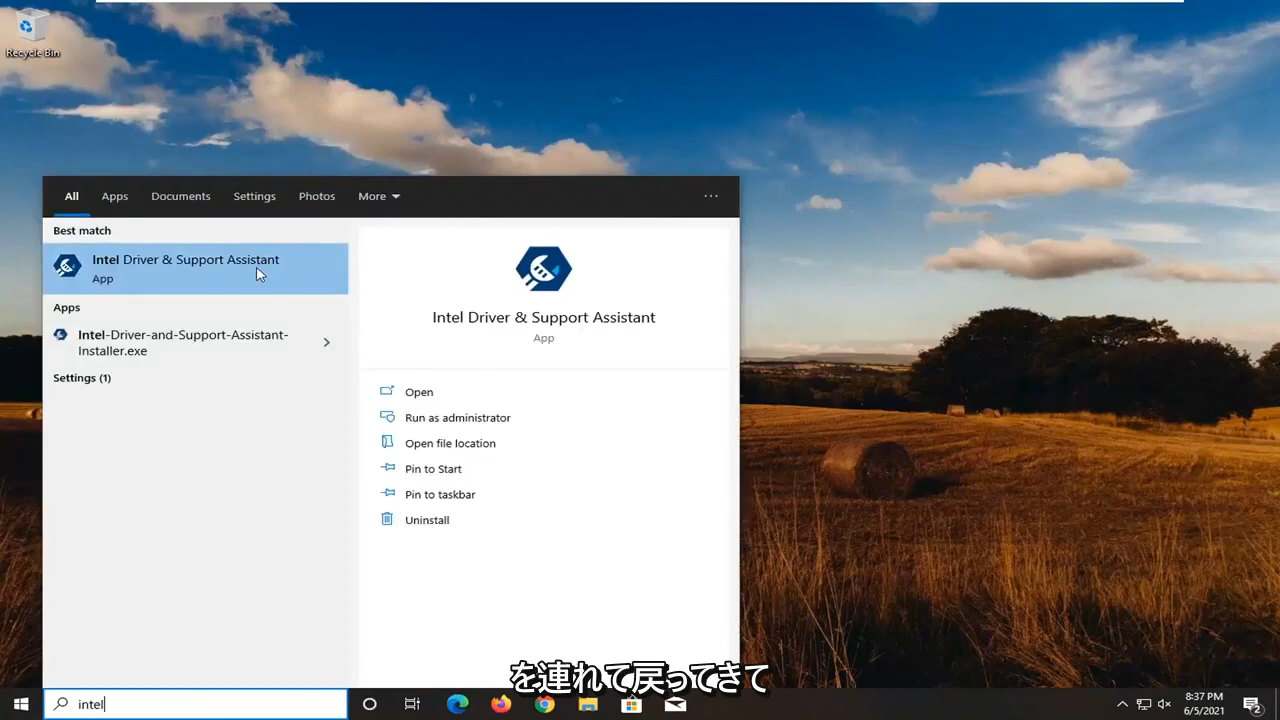 Recycle Bin
All
Apps
Documents
Settings
Photos
More
...
Best match
Intel Driver & Support Assistant
App
Apps
Intel-Driver-and-Support-Assistant-
Installer.exe
Settings (1)
Intel Driver & Support Assistant
App
Open
Run as administrator
Open file location
Pin to Start
Pin to taskbar
Uninstall
を連れて戻ってきて
intel
8:37 PM
6/5/2021
2